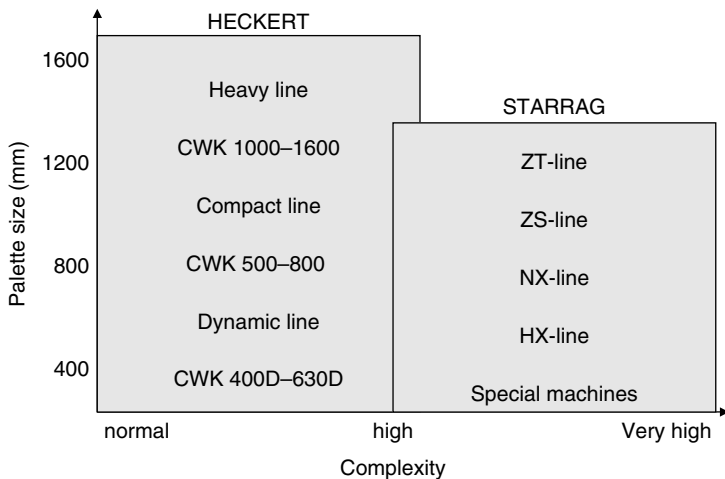 HECKERT
1600
Heavy line
STARRAG
CWK 1000–1600
1200
ZT-line
Compact line
ZS-line
Palette size (mm)
CWK 500–800
800
NX-line
Dynamic line
HX-line
400
CWK 400D–630D
Special machines
normal
high
Very high
Complexity